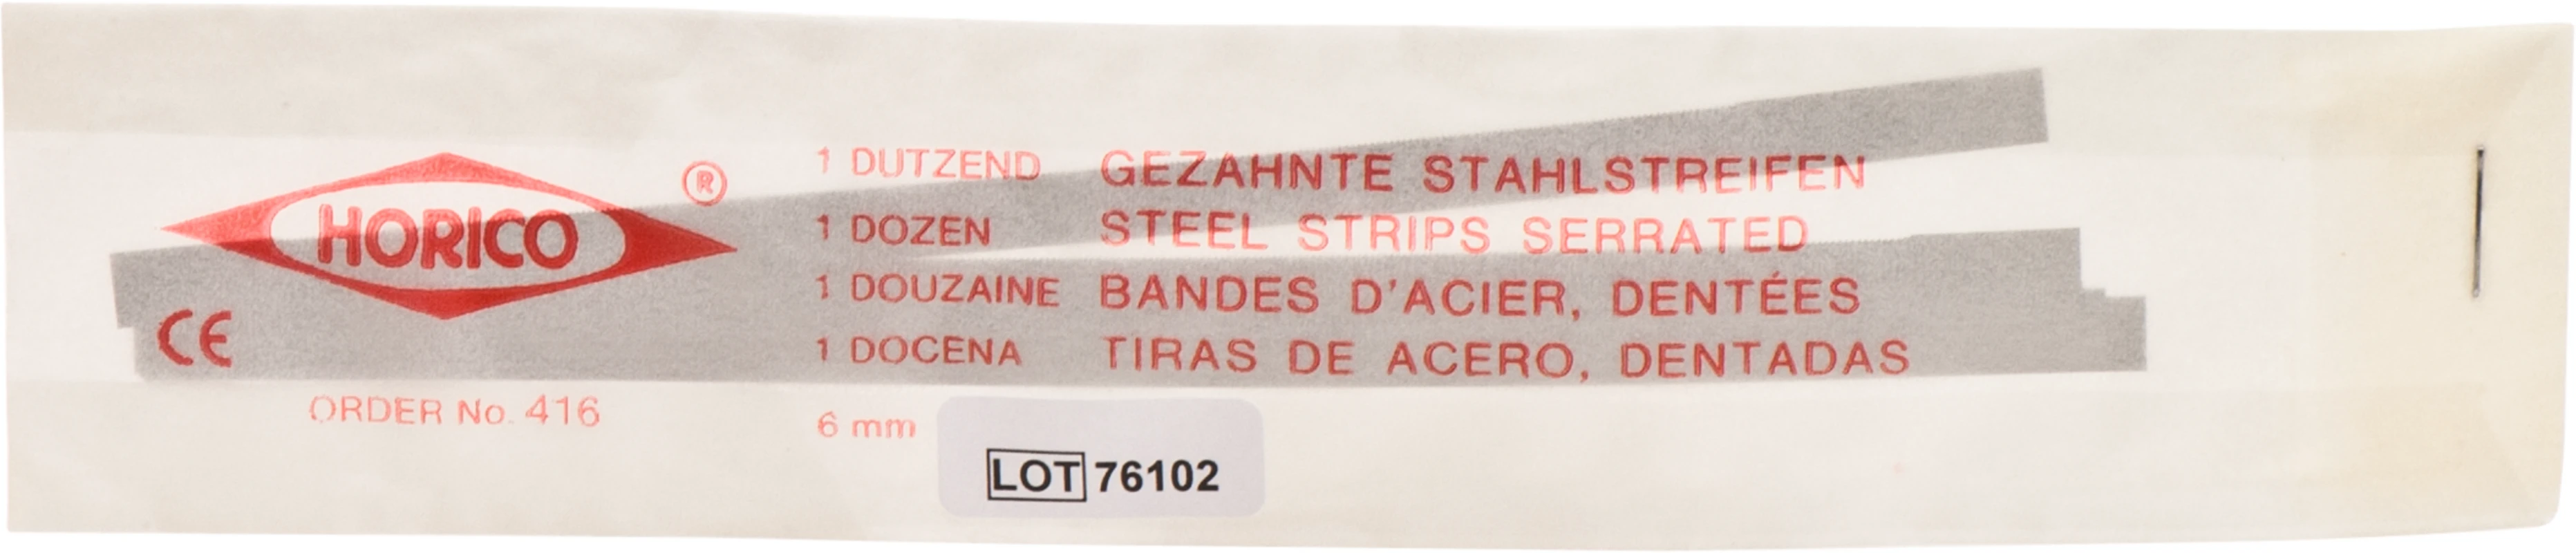 HORICO ®
CE
ORDER No. 416
1 DUTZEND GEZAHNTE STAHLSTREIFEN
1 DOZEN STEEL STRIPS SERRATED
1 DOUZAINE BANDES D'ACIER, DENTÉES
1 DOCENA TIRAS DE ACERO, DENTADAS
6 mm
LOT 76102